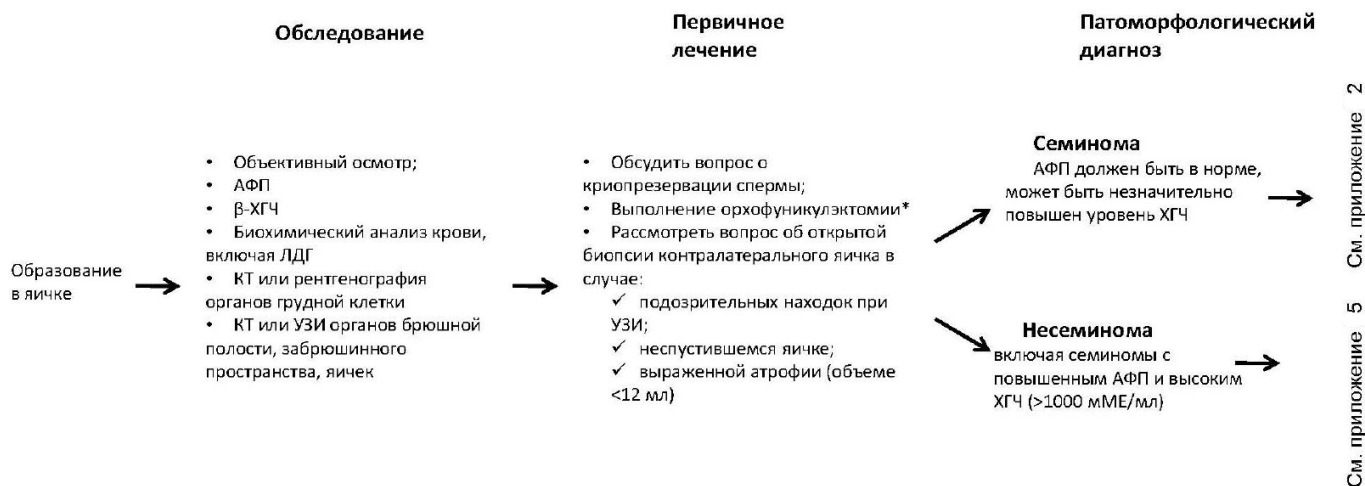 Обследование
Первичное
лечение
Патоморфологический
диагноз
Образование
в яичке
• Объективный осмотр;
• АФП
• β-ХГЧ
• Биохимический анализ крови,
включая ЛДГ
• КТ или рентгенография
органов грудной клетки
• КТ или УЗИ органов брюшной
полости, забрюшинного
пространства, яичек
• Обсудить вопрос о
криопрезервации спермы;
• Выполнение орхофуникулэктомии*
• Рассмотреть вопрос об открытой
биопсии контралатерального яичка в
случае:
✓ подозрительных находок при
УЗИ;
✓ неспустившемся яичке;
✓ выраженной атрофии (объеме
<12 мл)
Семинома
АФП должен быть в норме,
может быть незначительно
повышен уровень ХГЧ
См. приложение 2
Несеминома
включая семиномы с
повышенным АФП и высоким
ХГЧ (>1000 мМЕ/мл)
См. приложение 5